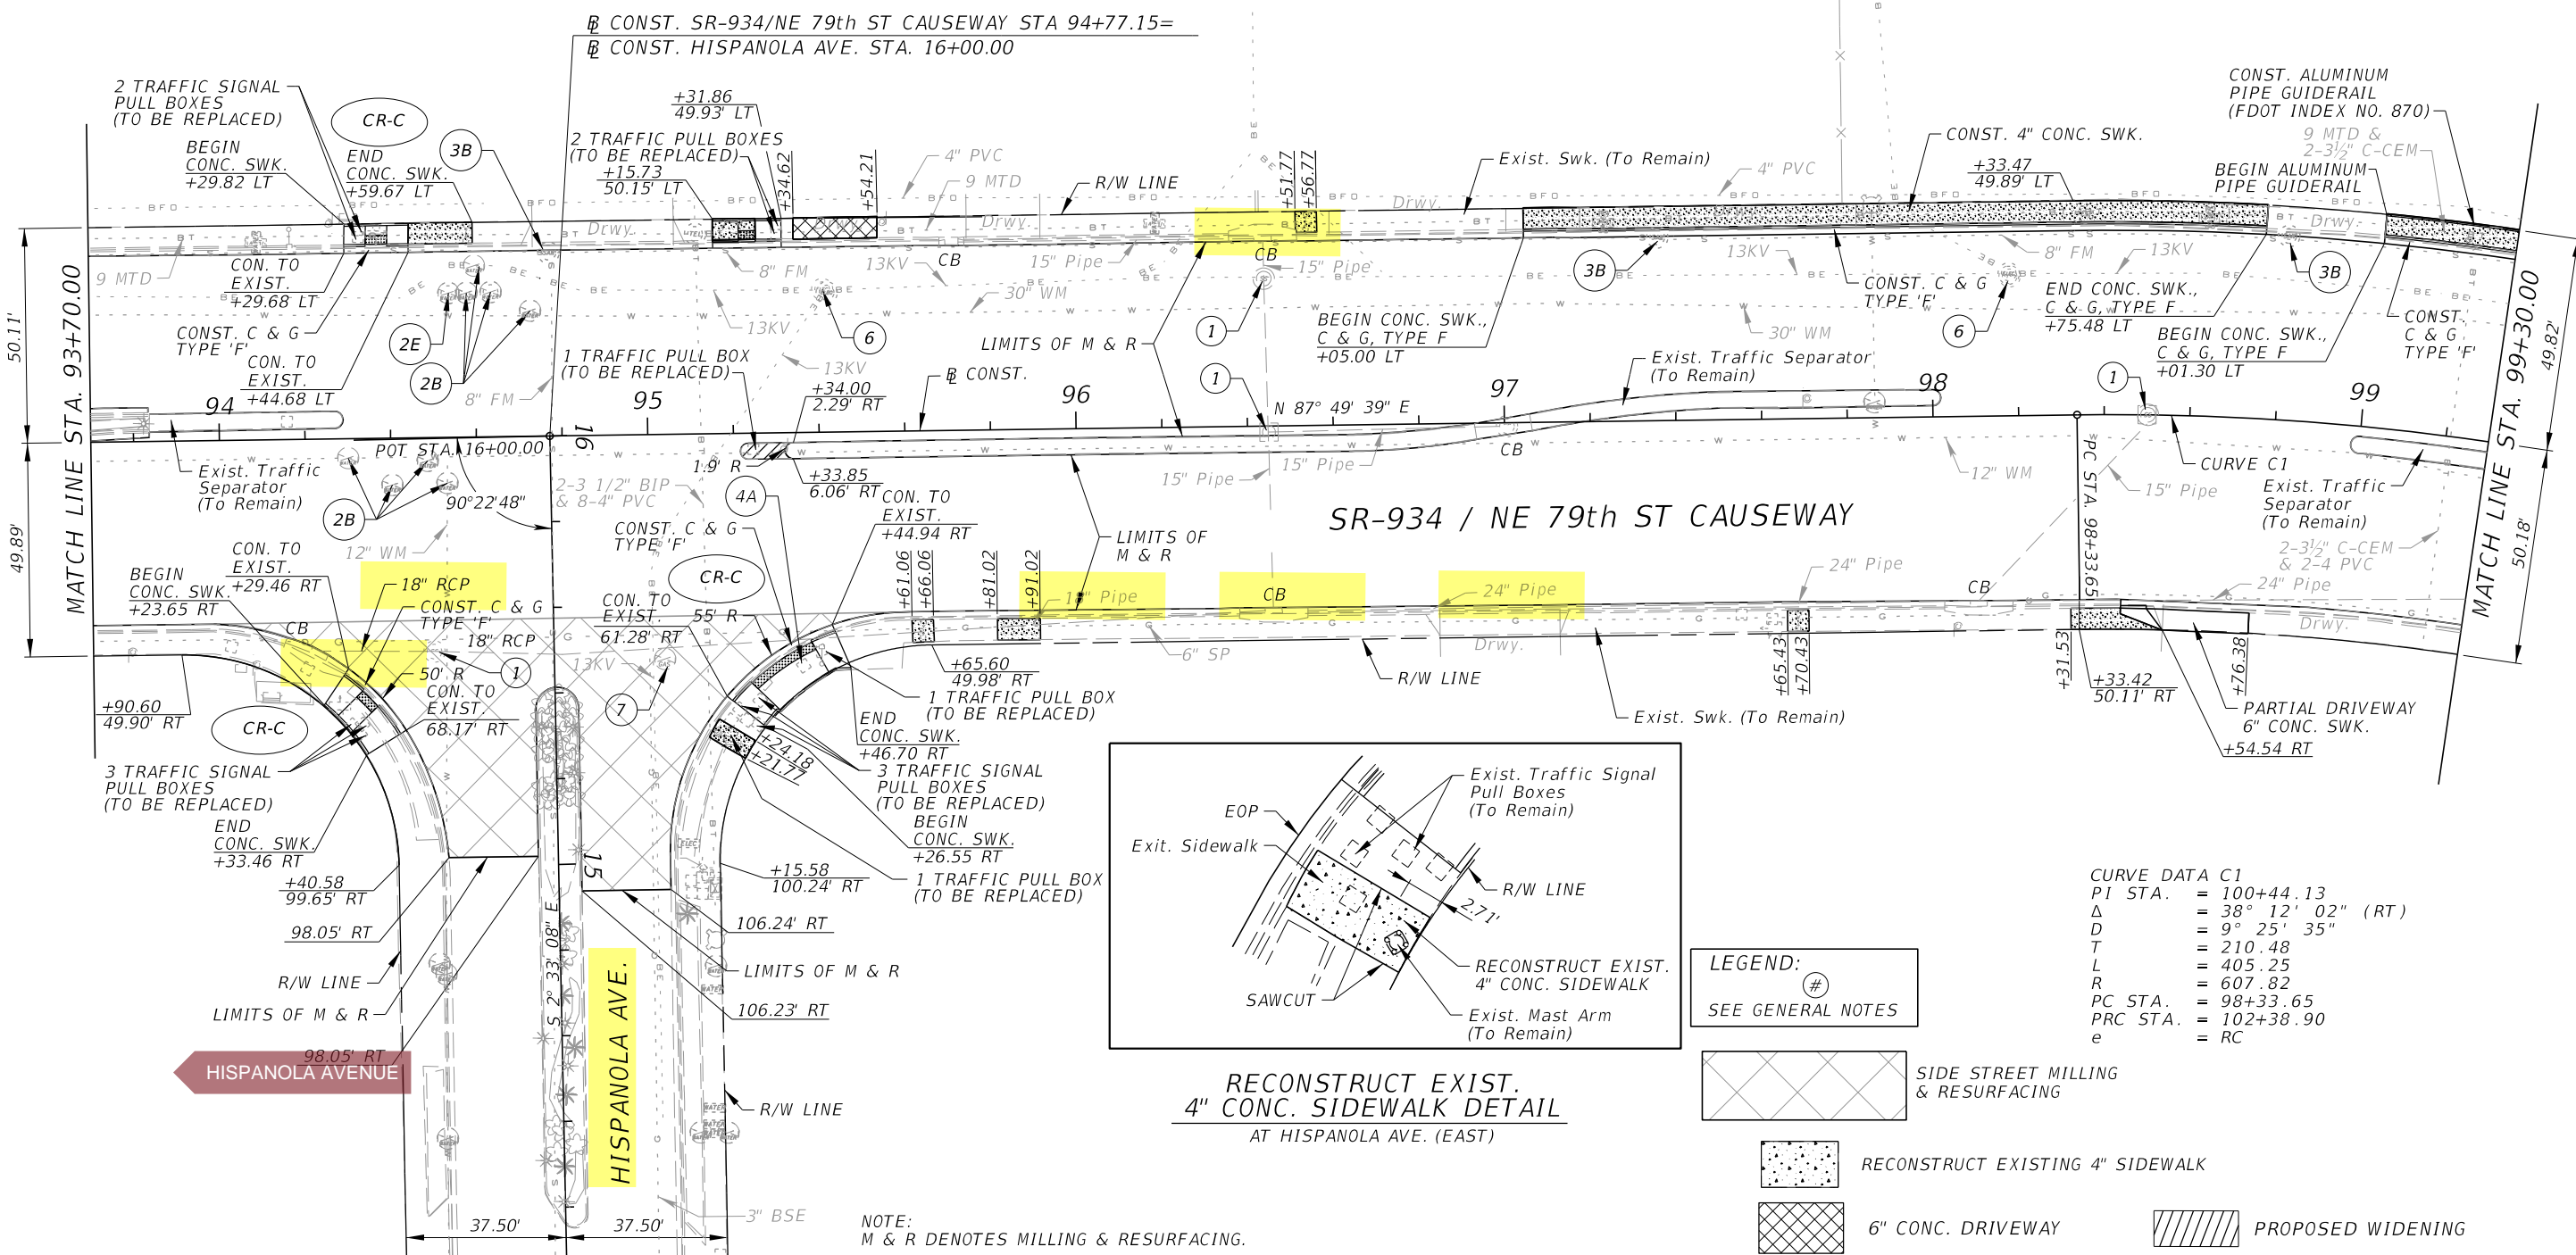 B CONST. SR-934/NE 79th ST CAUSEWAY STA 94+77.15=
B CONST. HISPANOLA AVE. STA. 16+00.00
2 TRAFFIC SIGNAL
PULL BOXES
(TO BE REPLACED)
CR-C
BEGIN
CONC. SWK.
+29.82 LT
END
CONC. SWK.
+59.67 LT
3B
+31.86
49.93' LT
2 TRAFFIC PULL BOXES
(TO BE REPLACED)
+15.73
50.15' LT
+34.62
+54.21
4" PVC
9 MTD
R/W LINE
+51.77
+56.77
Exist. Swk. (To Remain)
4" PVC
CONST. 4" CONC. SWK.
+33.47
49.89' LT
CONST. ALUMINUM
PIPE GUIDERAIL
(FDOT INDEX NO. 870)
9 MTD &
2-3½" C-CEM
BEGIN ALUMINUM
PIPE GUIDERAIL
Drwy.
Drwy.
Drwy.
Drwy.
50.11'
MATCH LINE STA. 93+70.00
9 MTD
CON. TO
EXIST.
+29.68 LT
CONST. C & G
TYPE 'F'
CON. TO
EXIST.
+44.68 LT
2E
2B
8" FM
8" FM
13KV
CB
15" Pipe
CB
15" Pipe
13KV
30" WM
13KV
6
1
LIMITS OF M & R
BEGIN CONC. SWK.,
C & G, TYPE F
+05.00 LT
3B
13KV
CONST. C & G
TYPE 'F'
30" WM
6
8" FM
13KV
END CONC. SWK.,
C & G, TYPE F
+75.48 LT
3B
BEGIN CONC. SWK.,
C & G, TYPE F
+01.30 LT
CONST.
C & G
TYPE 'F'
49.82'
MATCH LINE STA. 99+30.00
1 TRAFFIC PULL BOX
(TO BE REPLACED)
13KV
+34.00
2.29' RT
B CONST.
1
Exist. Traffic Separator
(To Remain)
1
94
95
96
97
98
99
N 87° 49' 39" E
POT STA. 16+00.00
16
Exist. Traffic
Separator
(To Remain)
2B
90°22'48"
49.89'
12" WM
1.9' R
+33.85
6.06' RT
2-3 1/2" BIP
& 8-4" PVC
4A
CON. TO
EXIST.
+44.94 RT
CONST. C & G
TYPE 'F'
CR-C
CB
15" Pipe
15" Pipe
SR-934 / NE 79th ST CAUSEWAY
LIMITS OF
M & R
12" WM
PC STA. 98+33.65
15" Pipe
CURVE C1
Exist. Traffic
Separator
(To Remain)
2-3½" C-CEM
& 2-4 PVC
50.18'
CON. TO
EXIST.
+29.46 RT
BEGIN
CONC. SWK.
+23.65 RT
18" RCP
CONST. C & G
TYPE 'F'
18" RCP
CB
50' R
1
CON. TO
EXIST.
68.17' RT
CON. TO
EXIST.
61.28' RT
55' R
13KV
7
+61.06
+66.06
+81.02
+91.02
18" Pipe
CB
24" Pipe
24" Pipe
CB
24" Pipe
6" SP
Drwy.
Drwy.
+65.60
49.98' RT
R/W LINE
Exist. Swk. (To Remain)
+65.43
+70.43
+31.53
+33.42
50.11' RT
+76.38
PARTIAL DRIVEWAY
6" CONC. SWK.
+54.54 RT
+90.60
49.90' RT
CR-C
3 TRAFFIC SIGNAL
PULL BOXES
(TO BE REPLACED)
END
CONC. SWK.
+33.46 RT
+40.58
99.65' RT
98.05' RT
R/W LINE
LIMITS OF M & R
98.05' RT
HISPANOLA AVENUE
1 TRAFFIC PULL BOX
(TO BE REPLACED)
END
CONC. SWK.
+46.70 RT
+24.18
+21.77
3 TRAFFIC SIGNAL
PULL BOXES
(TO BE REPLACED)
BEGIN
CONC. SWK.
+26.55 RT
1 TRAFFIC PULL BOX
(TO BE REPLACED)
+15.58
100.24' RT
106.24' RT
LIMITS OF M & R
106.23' RT
15
S 2° 33' 08" E
HISPANOLA AVE.
R/W LINE
3" BSE
37.50'
37.50'
Exist. Traffic Signal
Pull Boxes
(To Remain)
EOP
Exit. Sidewalk
R/W LINE
2.71'
RECONSTRUCT EXIST.
4" CONC. SIDEWALK
SAWCUT
Exist. Mast Arm
(To Remain)
RECONSTRUCT EXIST.
4" CONC. SIDEWALK DETAIL
AT HISPANOLA AVE. (EAST)
LEGEND:
#
SEE GENERAL NOTES
CURVE DATA C1
PI STA. = 100+44.13
Δ = 38° 12' 02" (RT)
D = 9° 25' 35"
T = 210.48
L = 405.25
R = 607.82
PC STA. = 98+33.65
PRC STA. = 102+38.90
e = RC
SIDE STREET MILLING
& RESURFACING
RECONSTRUCT EXISTING 4" SIDEWALK
6" CONC. DRIVEWAY
PROPOSED WIDENING
NOTE:
M & R DENOTES MILLING & RESURFACING.